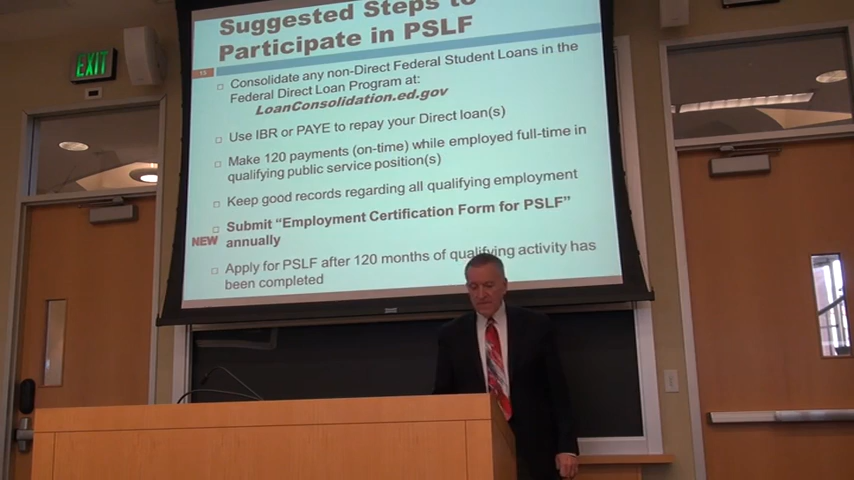 EXIT
Suggested Steps to
Participate in PSLF
13
Consolidate any non-Direct Federal Student Loans in the
Federal Direct Loan Program at:
LoanConsolidation.ed.gov
Use IBR or PAYE to repay your Direct loan(s)
Make 120 payments (on-time) while employed full-time in
qualifying public service position(s)
Keep good records regarding all qualifying employment
Submit "Employment Certification Form for PSLF"
NEW annually
Apply for PSLF after 120 months of qualifying activity has
been completed